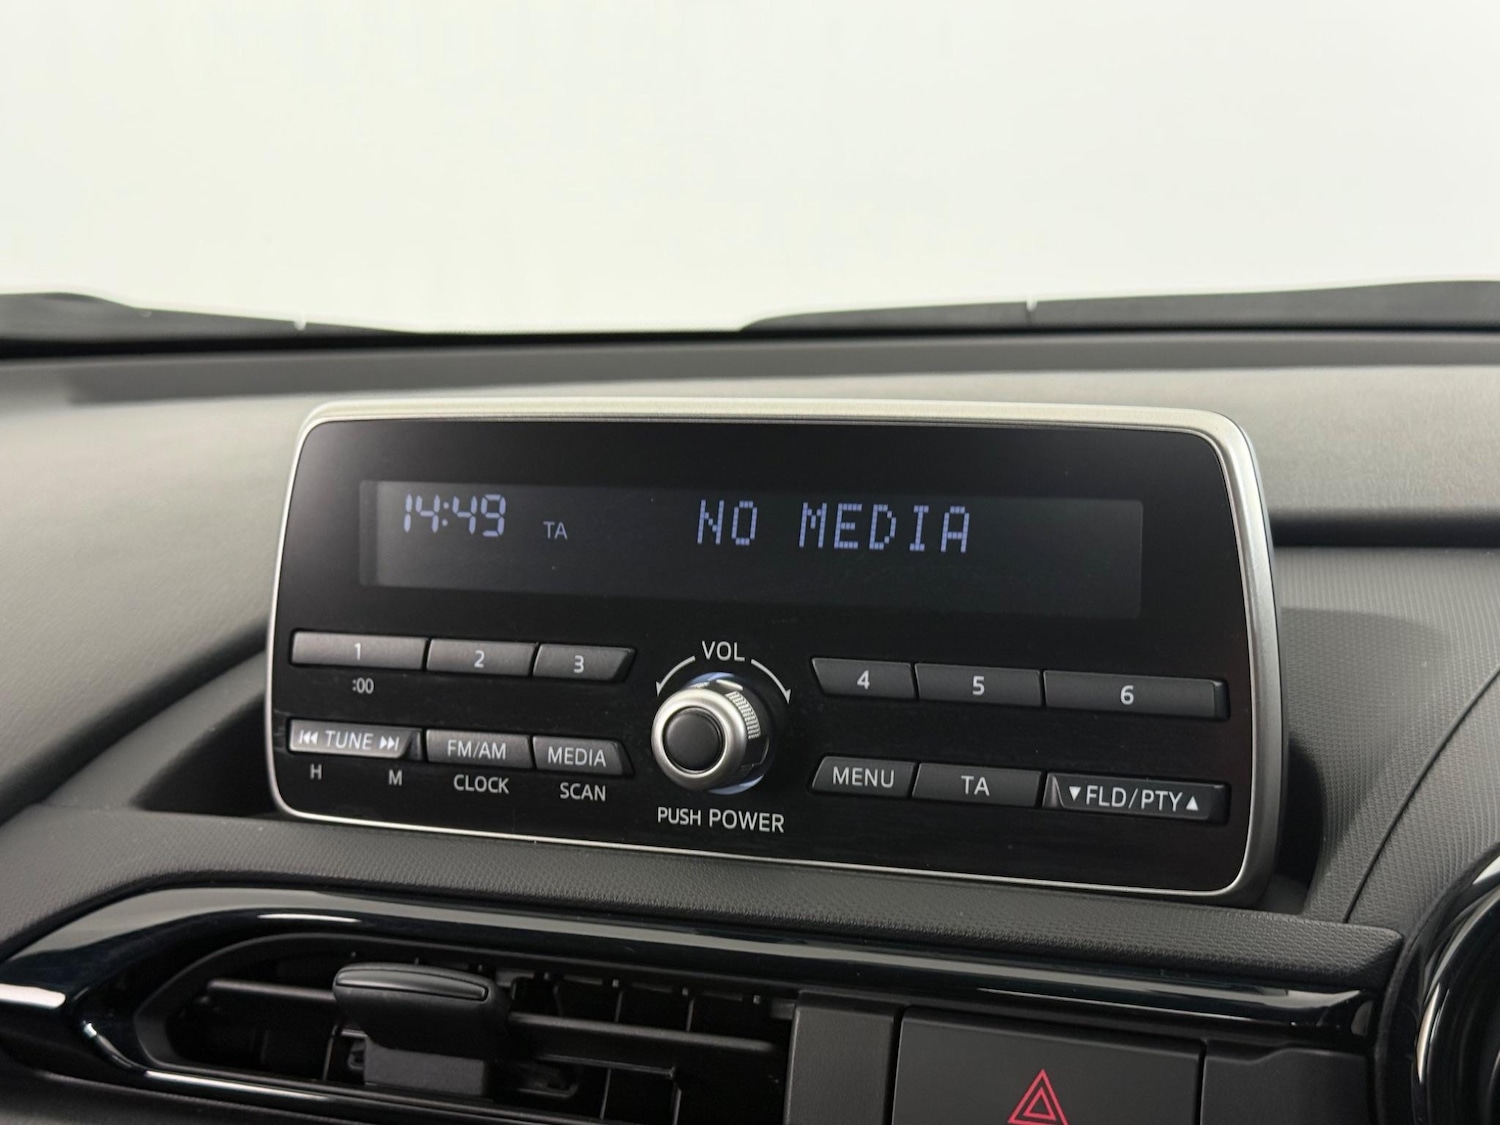 14:49 TA NO MEDIA
1 2 3 VOL 4 5 6
:00
TUNE FM/AM MEDIA MENU TA FLD/PTY
H M CLOCK SCAN PUSH POWER